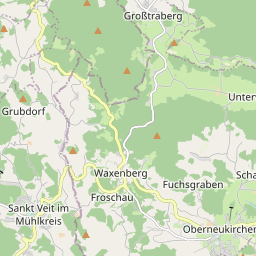 Großtraberg
Unter
Grubdorf
Waxenberg
Scha
Fuchsgraben
Froschau
Sankt Veit im
Mühlkreis
Oberneukirchen